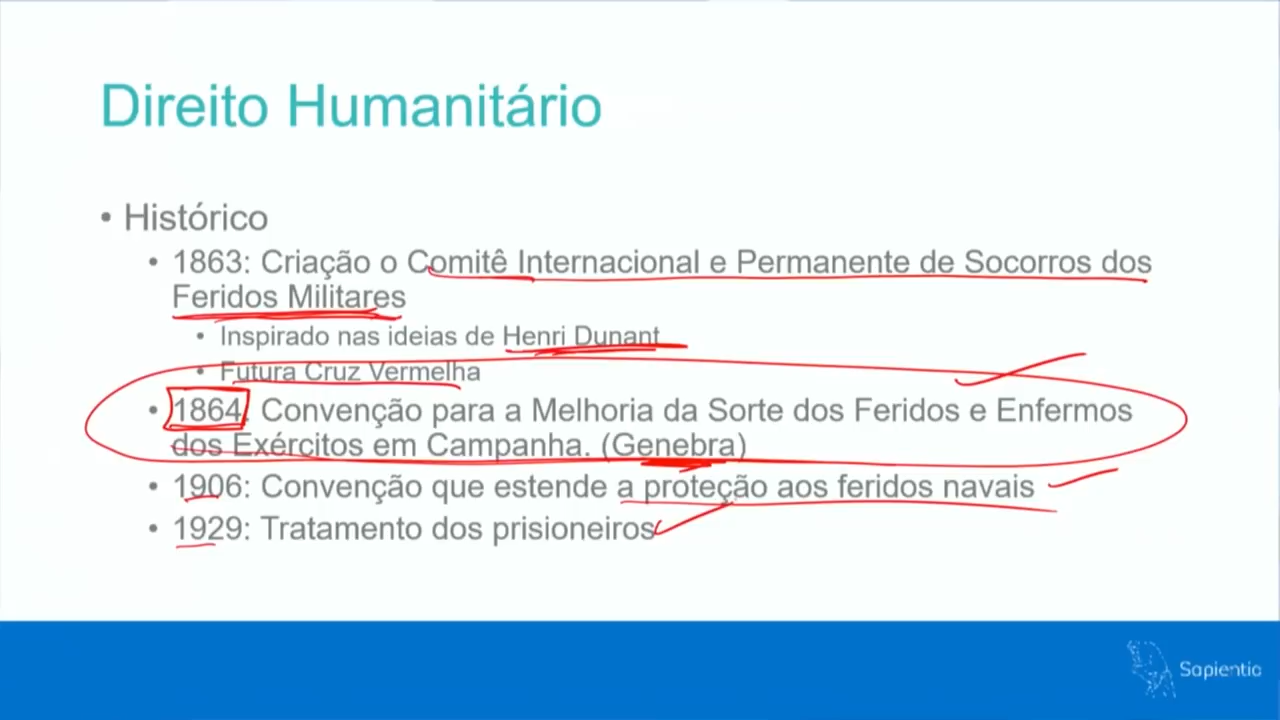 Direito Humanitário
• Histórico
• 1863: Criação o Comitê Internacional e Permanente de Socorros dos
Feridos Militares
• Inspirado nas ideias de Henri Dunant
• Futura Cruz Vermelha
• 1864: Convenção para a Melhoria da Sorte dos Feridos e Enfermos
dos Exércitos em Campanha. (Genebra)
• 1906: Convenção que estende a proteção aos feridos navais
• 1929: Tratamento dos prisioneiros
Sapientia